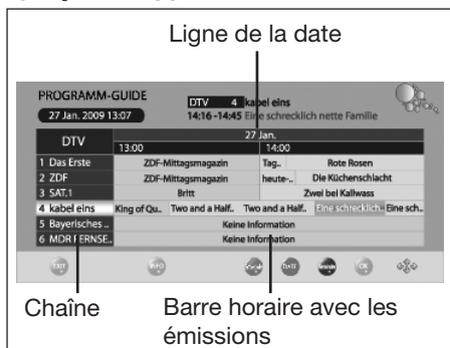 Ligne de la date
PROGRAMM-GUIDE
27 Jan. 2009 13:07
DTV 4 kabel eins
14:16 -14:45 Eine schrecklich nette Familie
DTV
27 Jan.
13:00 14:00
1 Das Erste ZDF-Mittagsmagazin Tag.. Rote Rosen
2 ZDF ZDF-Mittagsmagazin heute-.. Die Küchenschlacht
3 SAT.1 Britt Zwei bei Kallwass
4 kabel eins King of Qu.. Two and a Half.. Two and a Half.. Eine schrecklich.. Eine sch..
5 Bayerisches .. Keine Information
6 MDR FERNSE.. Keine Information
EXIT INFO DATE OK
Chaîne
Barre horaire avec les
émissions